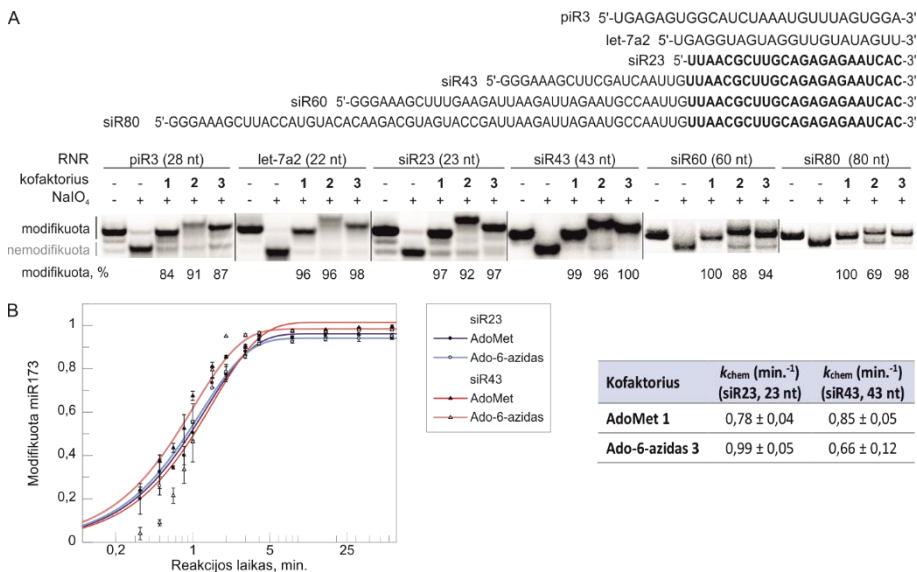 A
piR3 5'-UGAGAGUGGCAUCUAAAUGUUUAGUGGA-3'
let-7a2 5'-UGAGGUAGUAGGUUGUAUAGUU-3'
siR23 5'-UUAACGCUUGCAGAGAGAAUCAC-3'
siR43 5'-GGGAAAGCUUCGAUCAAUUGUUAACGCUUGCAGAGAGAAUCAC-3'
siR60 5'-GGGAAAGCUUUGAAGAUUAAGAUUAGAAUGCCAAUUGUUAACGCUUGCAGAGAGAAUCAC-3'
siR80 5'-GGGAAAGCUUACCAUGUACACAAGACGUAGUACCGAUUAAGAUUAGAAUGCCAAUUGUUAACGCUUGCAGAGAGAAUCAC-3'
RNR piR3 (28 nt) let-7a2 (22 nt) siR23 (23 nt) siR43 (43 nt) siR60 (60 nt) siR80 (80 nt)
kofaktorius - - 1 2 3 - - 1 2 3 - - 1 2 3 - - 1 2 3 - - 1 2 3 - - 1 2 3
NaIO4 - + + + + - + + + + - + + + + - + + + + - + + + + - + + + +
modifikuota
nemodifikuota
modifikuota, % 84 91 87 96 96 98 97 92 97 99 96 100 100 88 94 100 69 98
B
Modifikuota miR173
1
0,8
0,6
0,4
0,2
0
0,2 1 5 25
Reakcijos laikas, min.
siR23
AdoMet
Ado-6-azidas
siR43
AdoMet
Ado-6-azidas
Kofaktorius kchem (min.-1) (siR23, 23 nt) kchem (min.-1) (siR43, 43 nt)
AdoMet 1 0,78 ± 0,04 0,85 ± 0,05
Ado-6-azidas 3 0,99 ± 0,05 0,66 ± 0,12